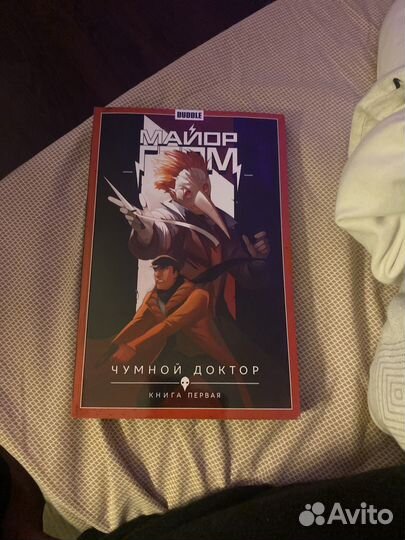 BUBBLE
МАЙОР
ГРОМ
ЧУМНОЙ ДОКТОР
КНИГА ПЕРВАЯ
Avito